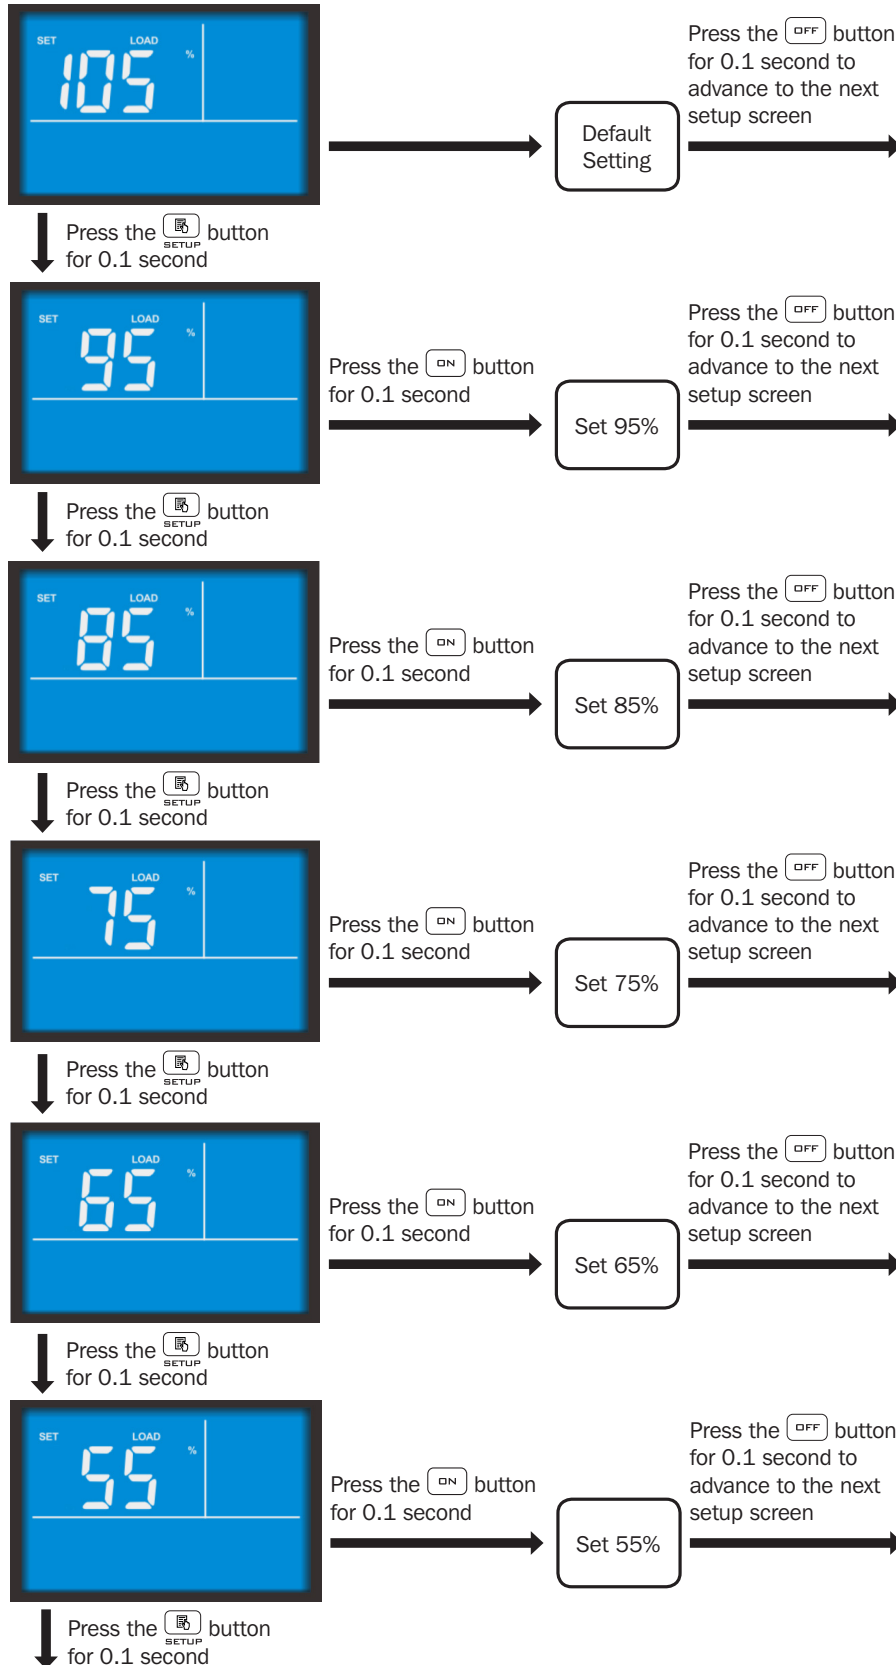 SET LOAD
105 %
Default
Setting
Press the OFF button
for 0.1 second to
advance to the next
setup screen
Press the SETUP button
for 0.1 second
SET LOAD
95 %
Press the ON button
for 0.1 second
Set 95%
Press the OFF button
for 0.1 second to
advance to the next
setup screen
Press the SETUP button
for 0.1 second
SET LOAD
85 %
Press the ON button
for 0.1 second
Set 85%
Press the OFF button
for 0.1 second to
advance to the next
setup screen
Press the SETUP button
for 0.1 second
SET LOAD
75 %
Press the ON button
for 0.1 second
Set 75%
Press the OFF button
for 0.1 second to
advance to the next
setup screen
Press the SETUP button
for 0.1 second
SET LOAD
65 %
Press the ON button
for 0.1 second
Set 65%
Press the OFF button
for 0.1 second to
advance to the next
setup screen
Press the SETUP button
for 0.1 second
SET LOAD
55 %
Press the ON button
for 0.1 second
Set 55%
Press the OFF button
for 0.1 second to
advance to the next
setup screen
Press the SETUP button
for 0.1 second